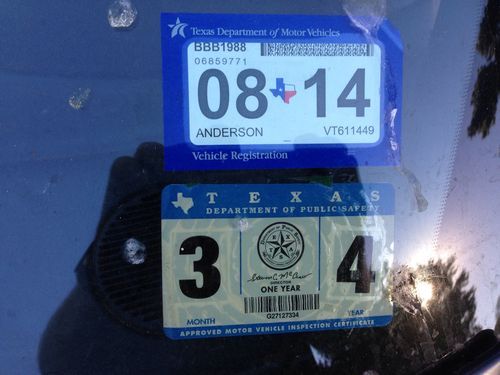 Texas Department of Motor Vehicles
BBB1988
06859771
08 14
ANDERSON VT611449
Vehicle Registration
TEXAS
DEPARTMENT OF PUBLIC SAFETY
3 4
DIRECTOR
ONE YEAR
G27127334
MONTH YEAR
APPROVED MOTOR VEHICLE INSPECTION CERTIFICATE